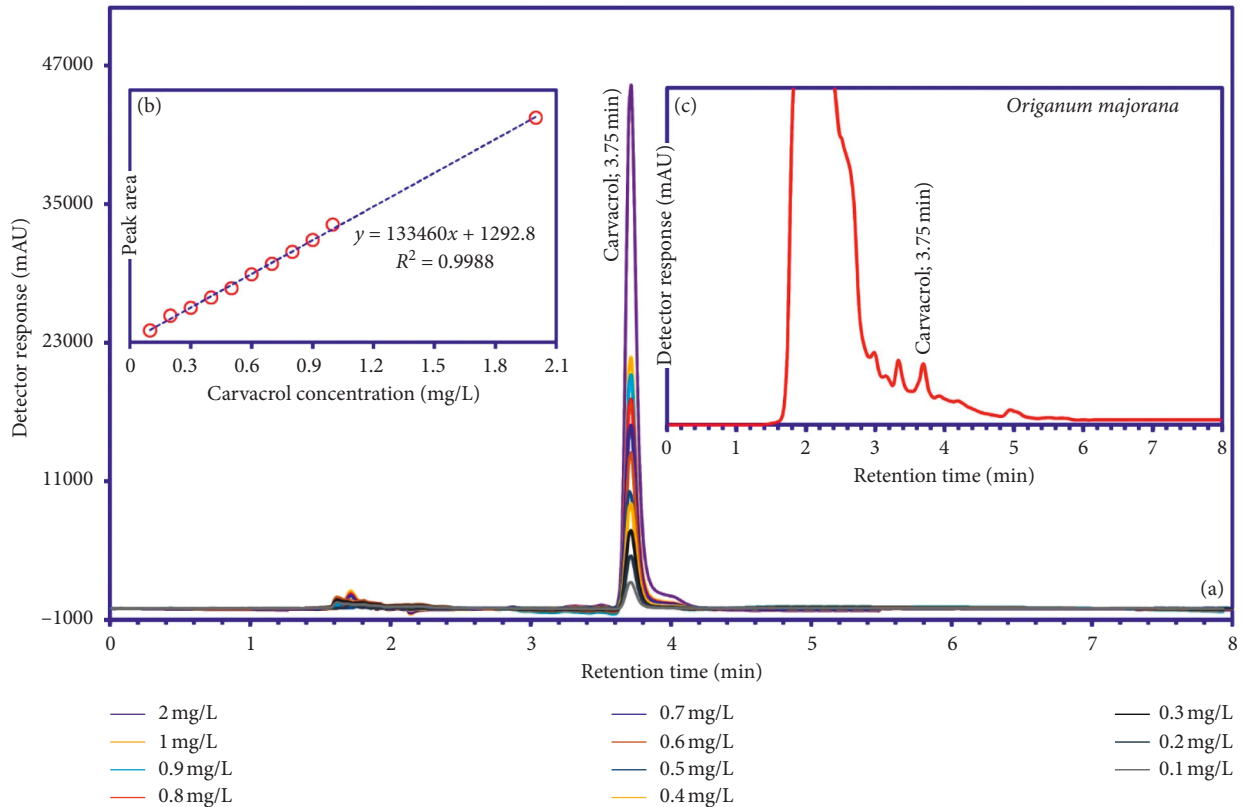 47000
35000
23000
11000
−1000
Detector response (mAU)
0 1 2 3 4 5 6 7 8
Retention time (min)
(a)
Carvacrol; 3.75 min)
(b)
Peak area
y = 133460x + 1292.8
R² = 0.9988
0 0.3 0.6 0.9 1.2 1.5 1.8 2.1
Carvacrol concentration (mg/L)
(c)
Origanum majorana
Detector response (mAU)
Carvacrol; 3.75 min)
0 1 2 3 4 5 6 7 8
Retention time (min)
2 mg/L
1 mg/L
0.9 mg/L
0.8 mg/L
0.7 mg/L
0.6 mg/L
0.5 mg/L
0.4 mg/L
0.3 mg/L
0.2 mg/L
0.1 mg/L